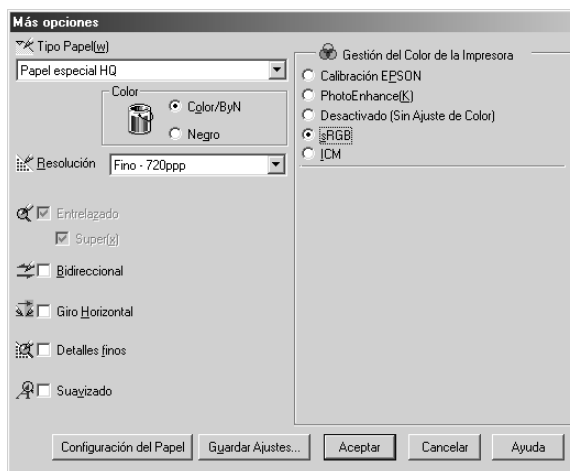 Más opciones
Tipo Papel(w)
Papel especial HQ
Color
Color/ByN
Negro
Resolución
Fino - 720ppp
Entrelazado
Super(x)
Bidireccional
Giro Horizontal
Detalles finos
Suavizado
Gestión del Color de la Impresora
Calibración EPSON
PhotoEnhance(K)
Desactivado (Sin Ajuste de Color)
sRGB
ICM
Configuración del Papel
Guardar Ajustes...
Aceptar
Cancelar
Ayuda